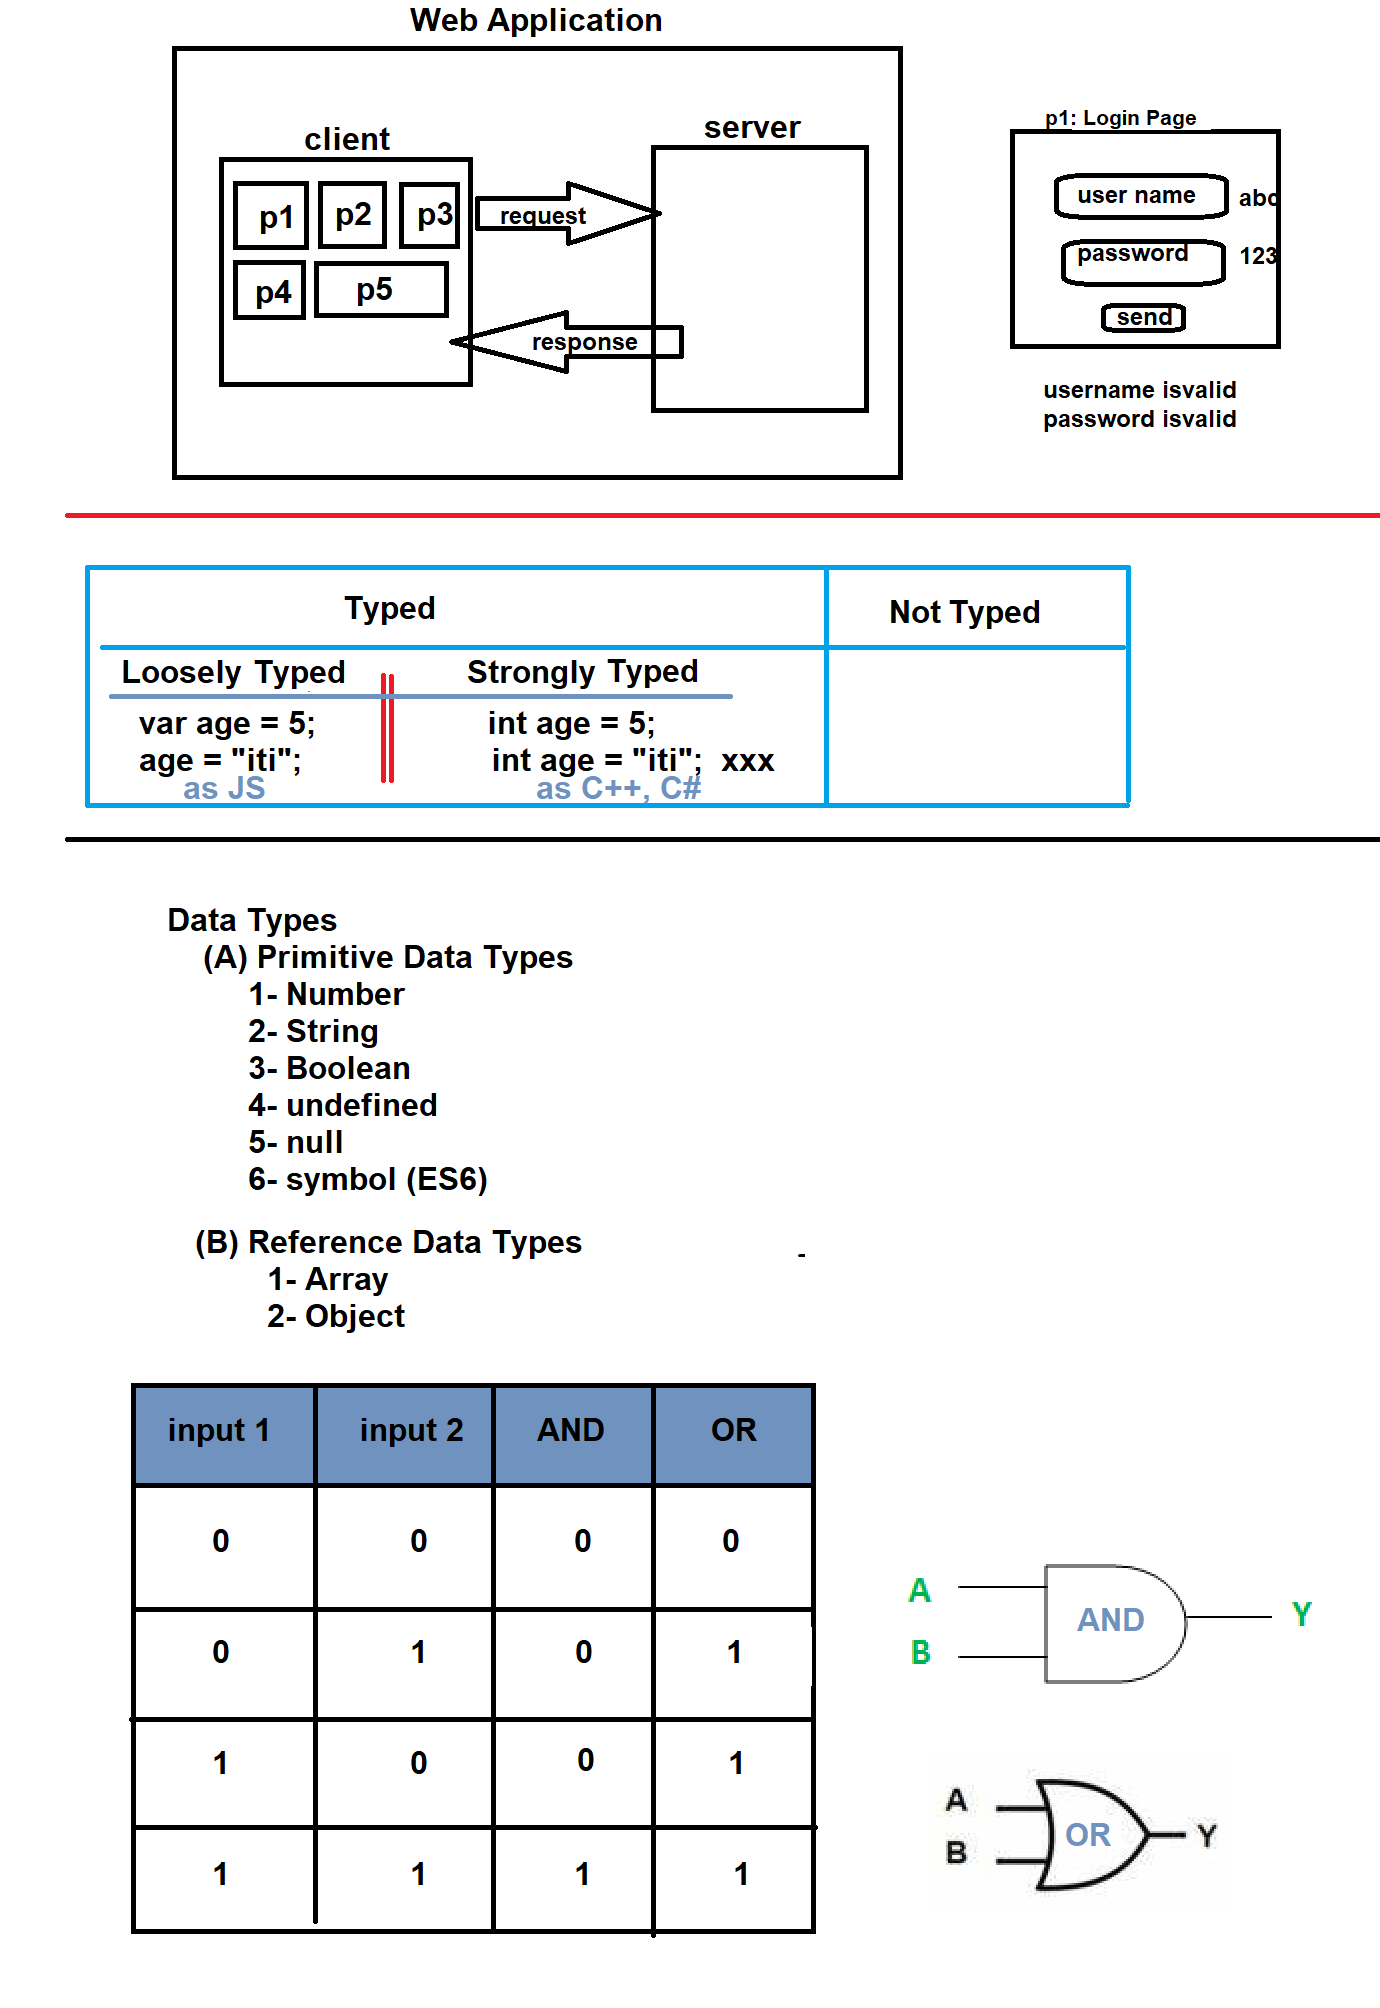 Web Application
client
server
p1 p2 p3
request
p4 p5
response
p1: Login Page
user name abc
password 123
send
username isvalid
password isvalid
Typed
Not Typed
Loosely Typed
var age = 5;
age = "iti";
as JS
Strongly Typed
int age = 5;
int age = "iti"; xxx
as C++, C#
Data Types
(A) Primitive Data Types
1- Number
2- String
3- Boolean
4- undefined
5- null
6- symbol (ES6)
(B) Reference Data Types
1- Array
2- Object
input 1 input 2 AND OR
0 0 0 0
0 1 0 1
1 0 0 1
1 1 1 1
A
B
AND
Y
A
B
OR
Y